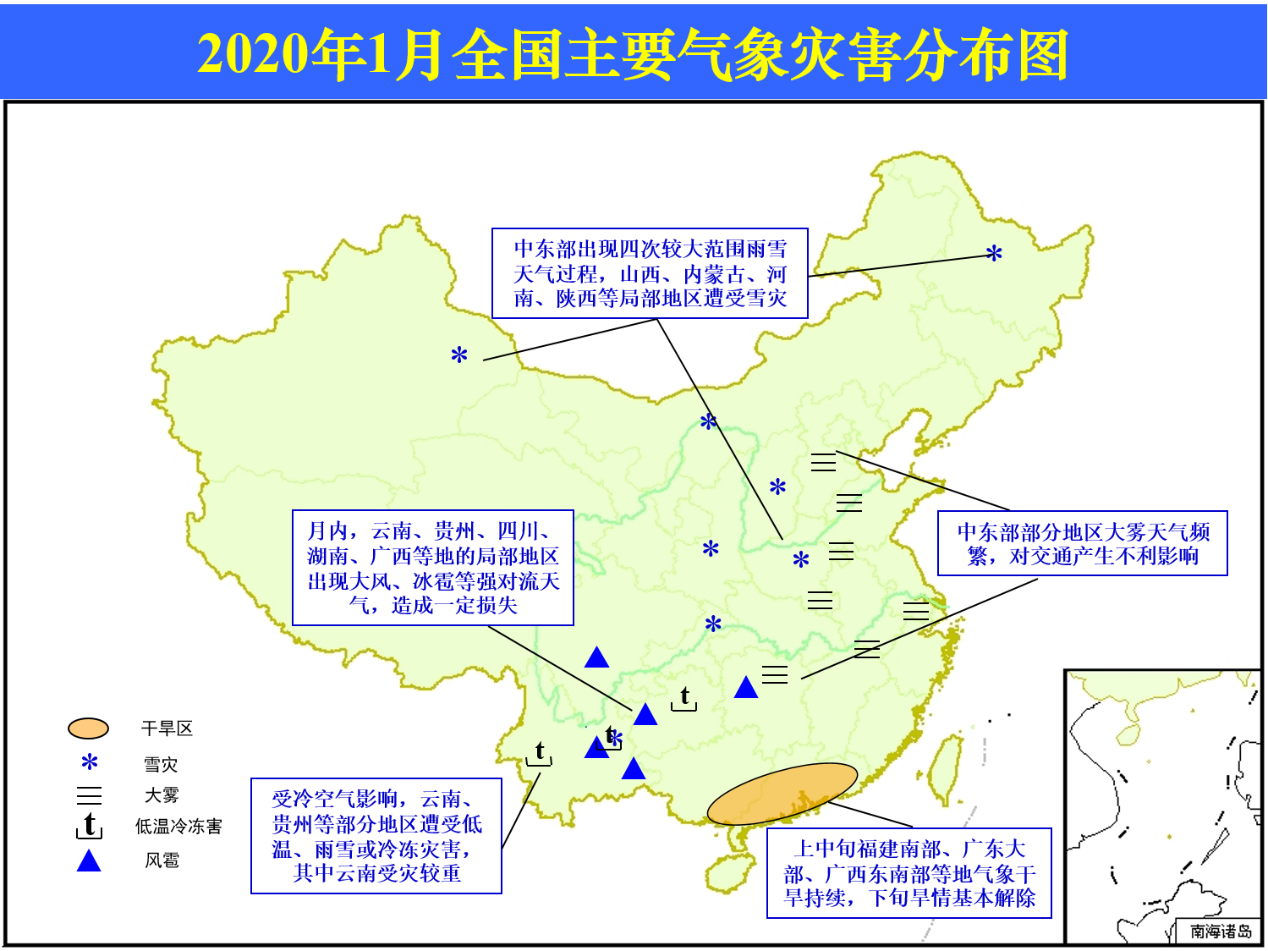 2020年1月全国主要气象灾害分布图
中东部出现四次较大范围雨雪
天气过程，山西、内蒙古、河
南、陕西等局部地区遭受雪灾
月内，云南、贵州、四川、
湖南、广西等地的局部地区
出现大风、冰雹等强对流天
气，造成一定损失
中东部部分地区大雾天气频
繁，对交通产生不利影响
t
t
t
干旱区
雪灾
大雾
t
低温冷冻害
风雹
受冷空气影响，云南、
贵州等部分地区遭受低
温、雨雪或冷冻灾害，
其中云南受灾较重
上中旬福建南部、广东大
部、广西东南部等地气象干
旱持续，下旬旱情基本解除
南海诸岛